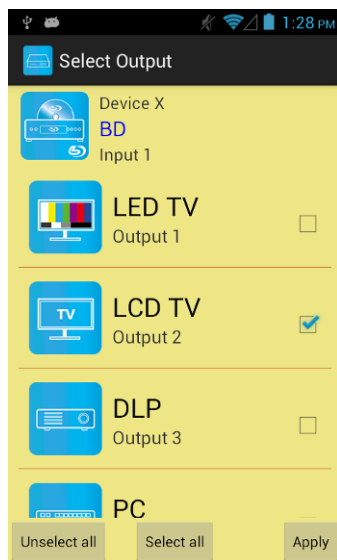 1:28 PM
Select Output
Device X
BD
Input 1
LED TV
Output 1
TV
LCD TV
Output 2
DLP
Output 3
PC
Unselect all
Select all
Apply